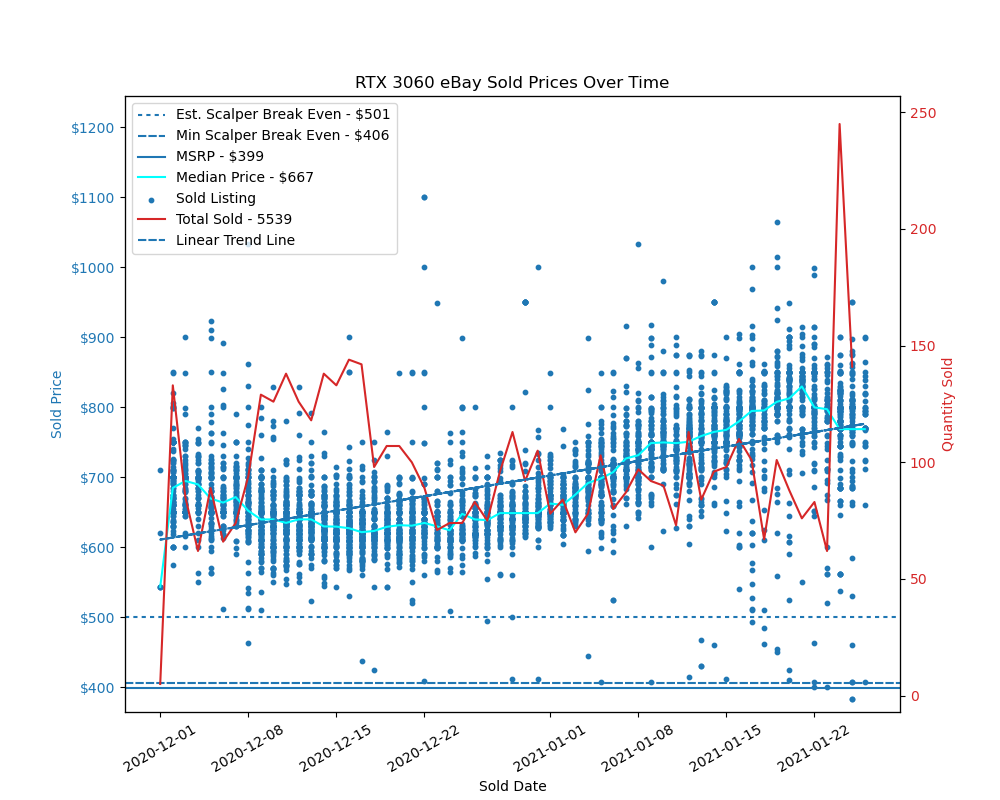 RTX 3060 eBay Sold Prices Over Time
Est. Scalper Break Even - $501
Min Scalper Break Even - $406
MSRP - $399
Median Price - $667
Sold Listing
Total Sold - 5539
Linear Trend Line
$1200
$1100
$1000
$900
$800
$700
$600
$500
$400
Sold Price
250
200
150
100
50
0
Quantity Sold
2020-12-01
2020-12-08
2020-12-15
2020-12-22
2021-01-01
2021-01-08
2021-01-15
2021-01-22
Sold Date